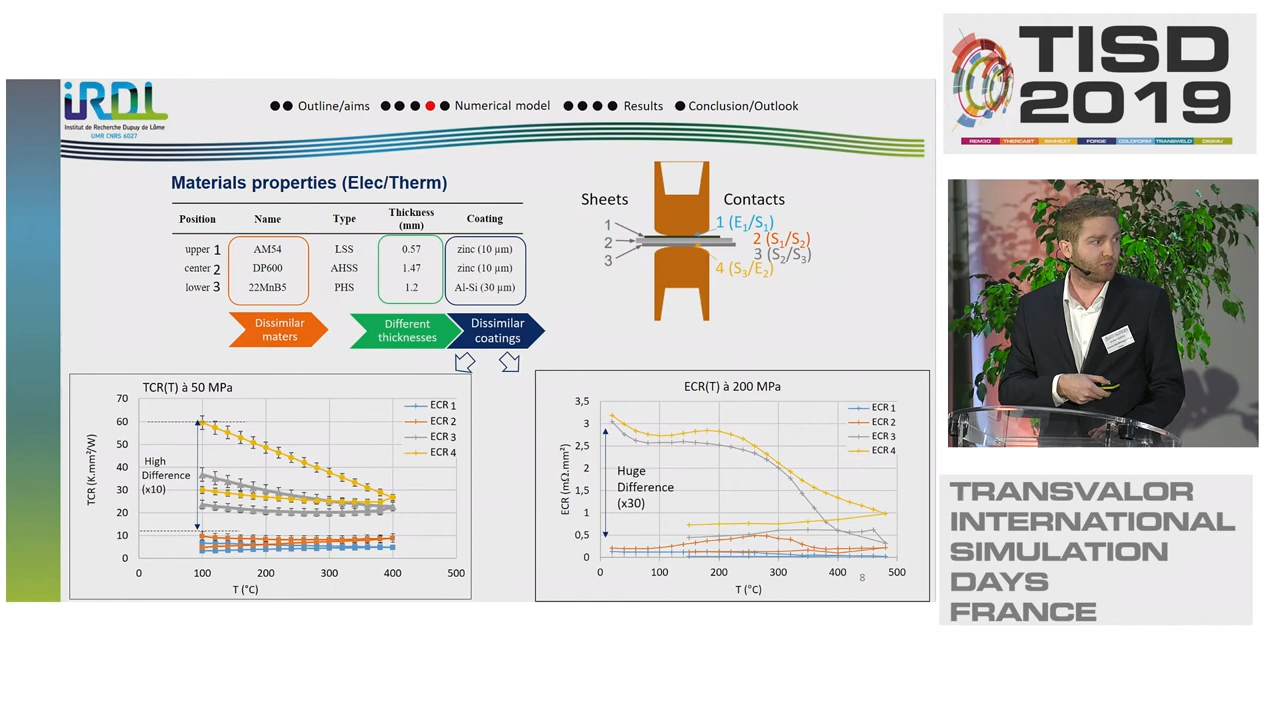 iRDL
Institut de Recherche Dupuy de Lôme
UMR CNRS 6027
Outline/aims
Numerical model
Results
Conclusion/Outlook
Materials properties (Elec/Therm)
Position Name Type Thickness (mm) Coating
upper 1 AM54 LSS 0.57 zinc (10 µm)
center 2 DP600 AHSS 1.47 zinc (10 µm)
lower 3 22MnB5 PHS 1.2 Al-Si (30 µm)
Dissimilar
maters
Different
thicknesses
Dissimilar
coatings
Sheets
1
2
3
Contacts
1 (E1/S1)
2 (S1/S2)
3 (S2/S3)
4 (S3/E2)
TCR(T) à 50 MPa
TCR (K.mm²/W)
70
60
50
40
30
20
10
0
High
Difference
(x10)
ECR 1
ECR 2
ECR 3
ECR 4
0 100 200 300 400 500
T (°C)
ECR(T) à 200 MPa
ECR (mΩ.mm²)
3,5
3
2,5
2
1,5
1
0,5
0
Huge
Difference
(x30)
ECR 1
ECR 2
ECR 3
ECR 4
0 100 200 300 400 500
T (°C)
8
TISD
2019
REM3D THERCAST SIMHEAT FORGE COLDFORM TRANSWELD DIGIMU
TRANSVALOR
INTERNATIONAL
SIMULATION
DAYS
FRANCE